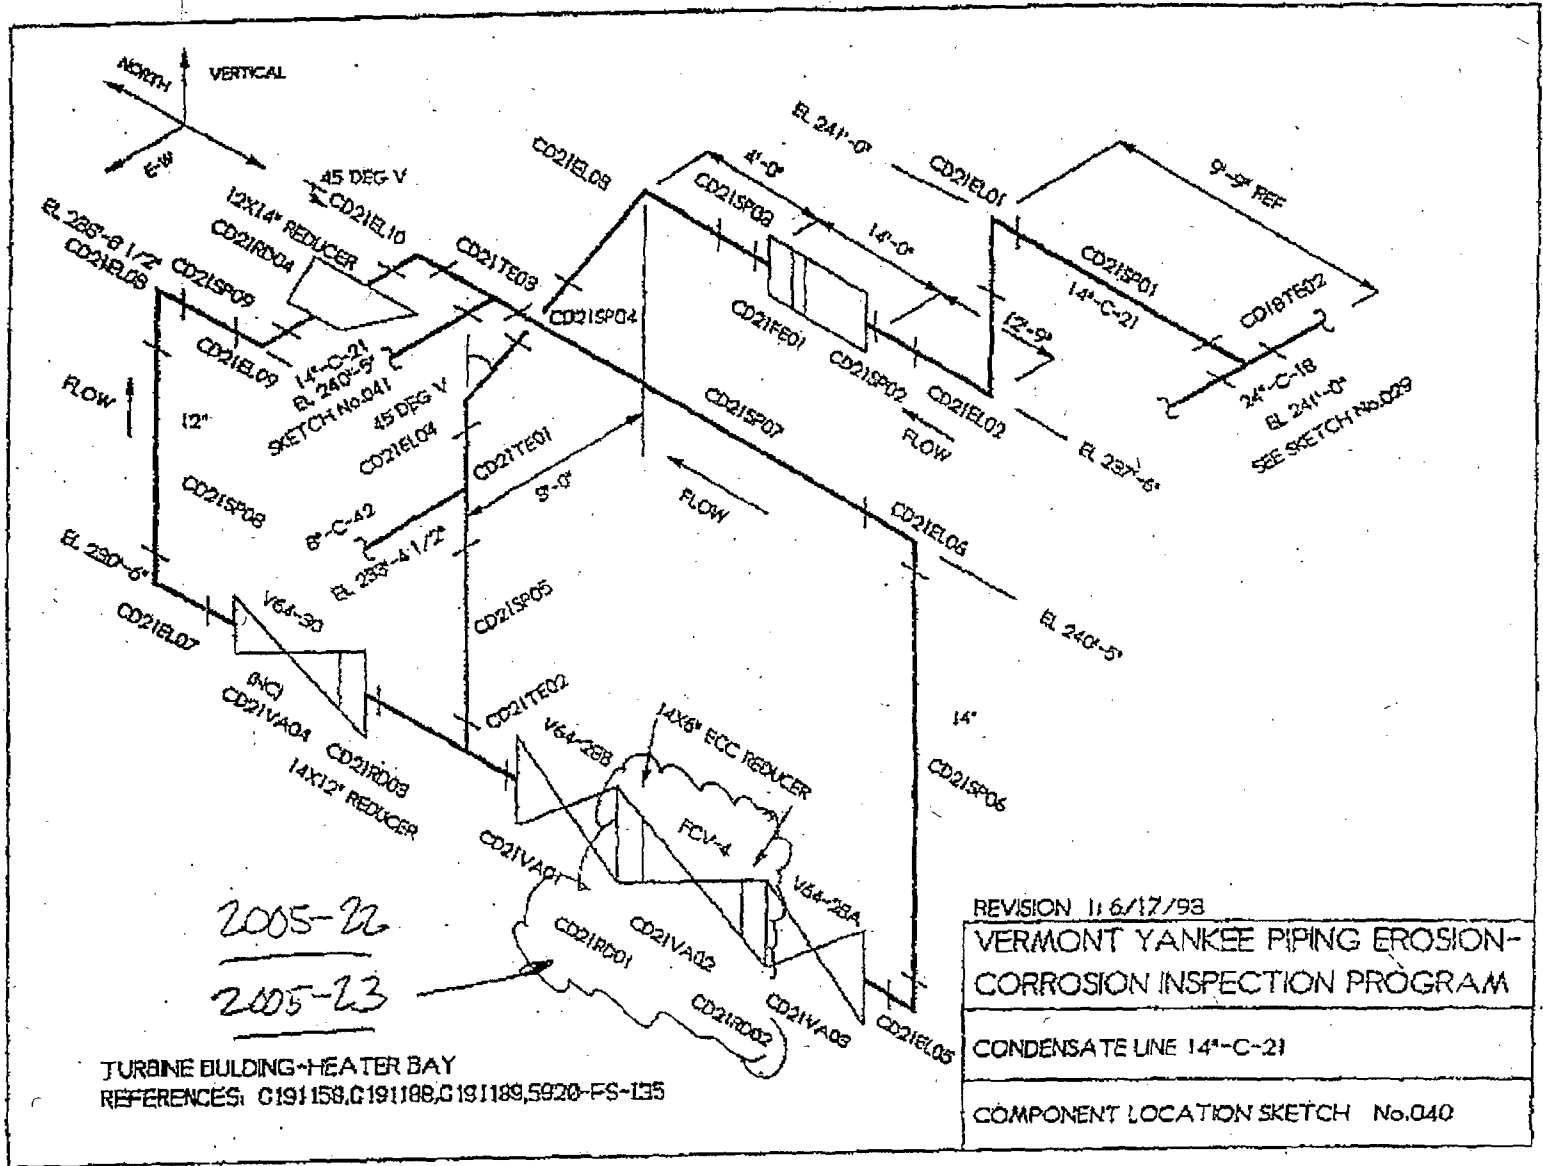 NORTH
VERTICAL
E-W
45 DEG V
CD21EL10
12X14" REDUCER
CD21RD04
EL 286'-8 1/2"
CD21EL08
CD21SP09
CD21EL09
CD21TE03
14"-C-21
EL 240'-5"
SKETCH No.041
FLOW
12"
CD21SP08
EL 230'-6"
CD21EL07
CD21EL03
4'-0"
CD21SP03
14'-0"
EL 241'-0"
CD21EL01
9'-9" REF
CD21SP01
14"-C-21
CD18TE02
24"-C-18
EL 241'-0"
SEE SKETCH No.029
12'-9"
CD21FE01
CD21SP02
CD21EL02
FLOW
EL 237'-6"
CD21SP04
45 DEG V
CD21EL04
CD21TE01
9'-0"
8"-C-42
EL 233'-4 1/2"
CD21SP05
CD21SP07
FLOW
CD21EL06
EL 240'-5"
14"
CD21SP06
V64-30
(NC)
CD21VA04
CD21RD03
14X12" REDUCER
CD21TE02
V64-28B
14X6" ECC REDUCER
FCV-4
CD21VA01
V64-28A
CD21RD01
CD21VA02
CD21RD02
CD21VA03
CD21EL05
2005-22
2005-23
TURBINE BUILDING-HEATER BAY
REFERENCES: G191158,G191188,G191189,5920-FS-135
REVISION 1: 6/17/93
VERMONT YANKEE PIPING EROSION-
CORROSION INSPECTION PROGRAM
CONDENSATE LINE 14"-C-21
COMPONENT LOCATION SKETCH No.040